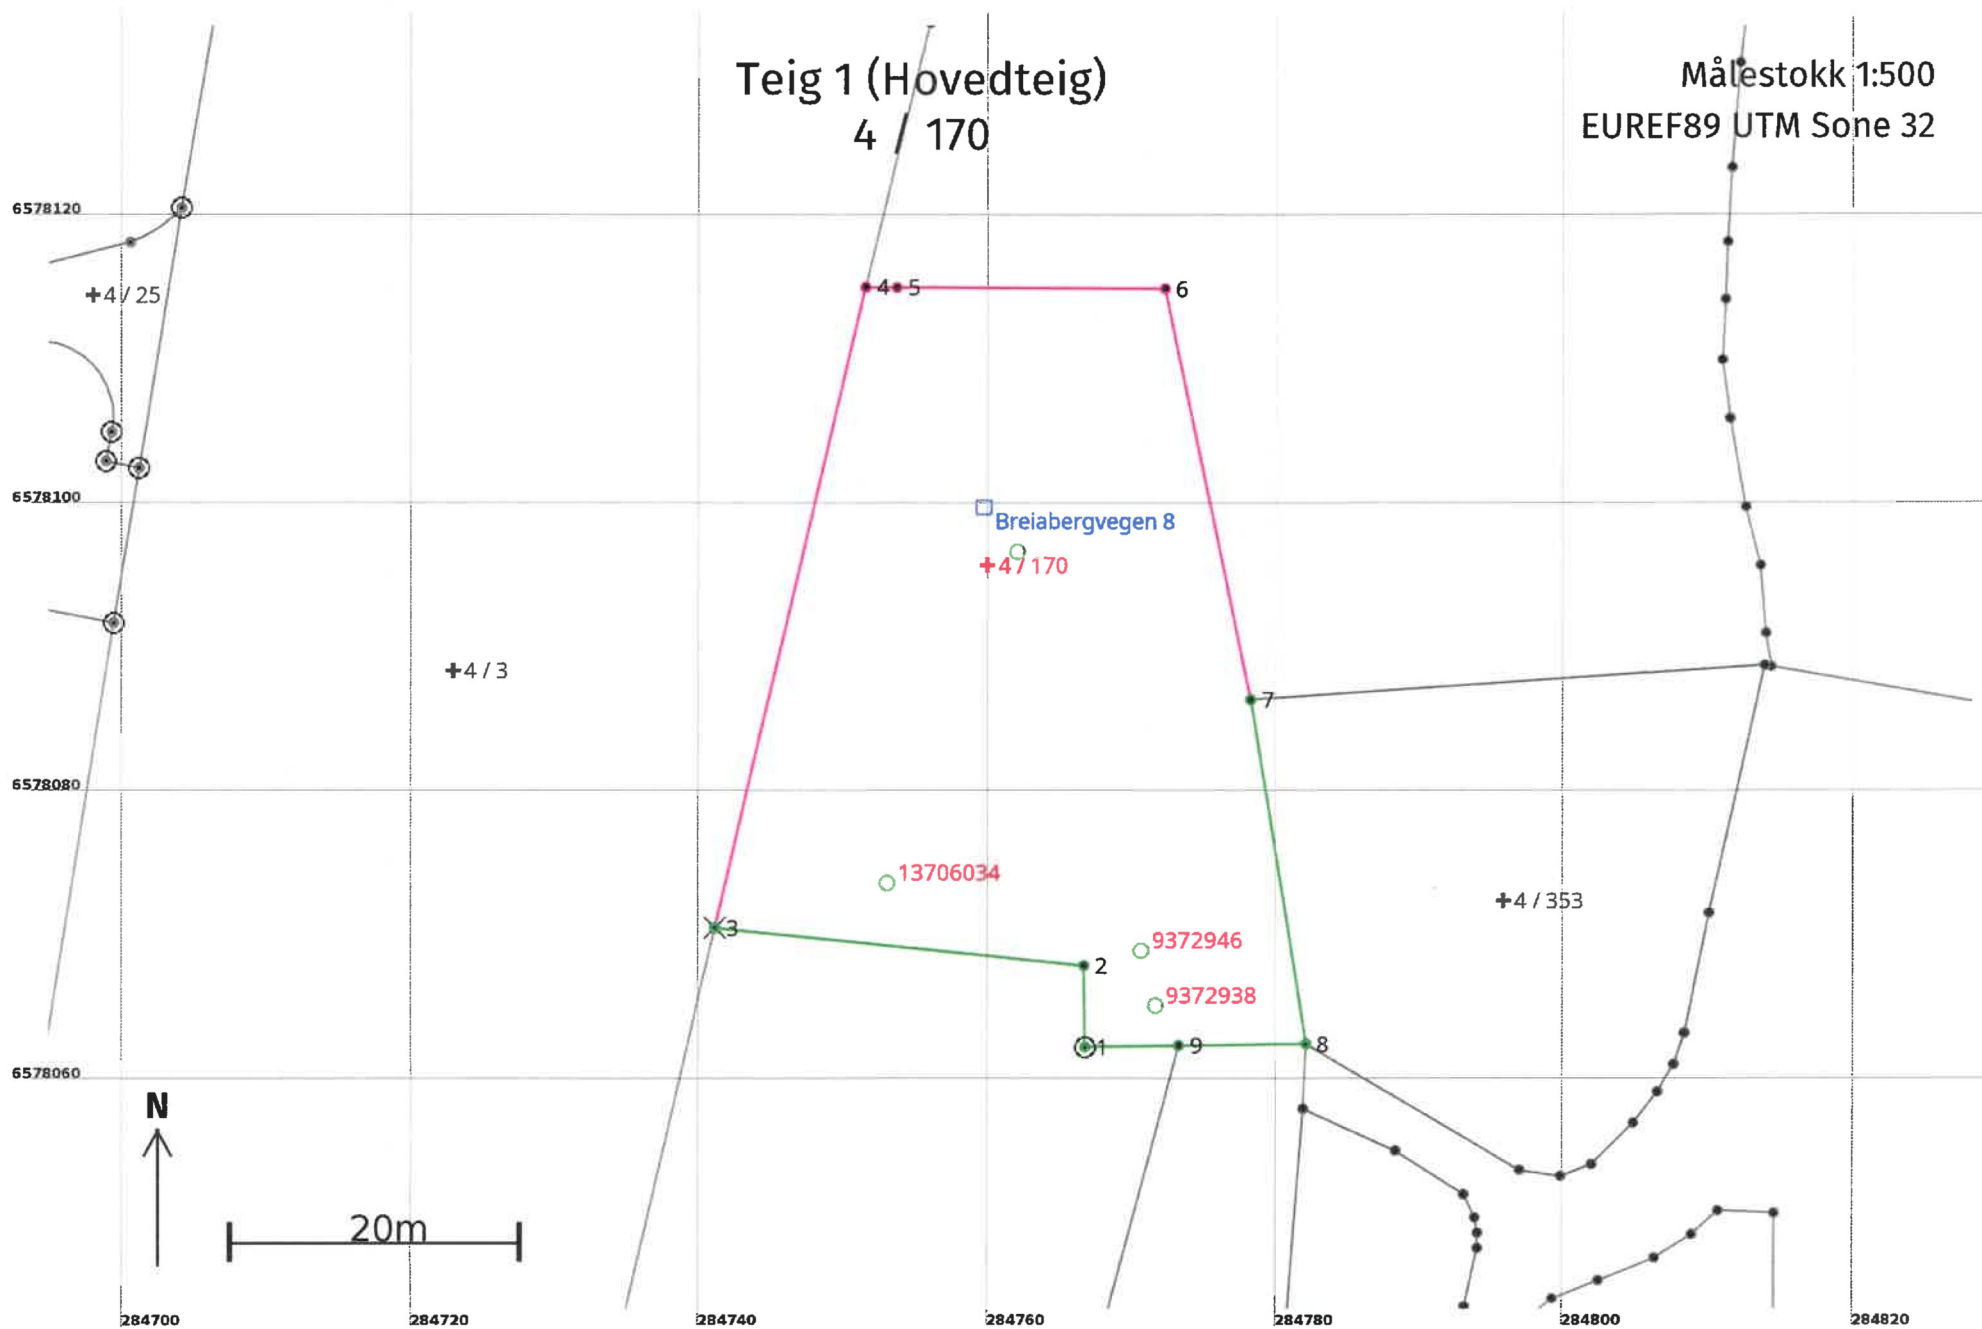 Teig 1 (Hovedteig)
4 / 170
Målestokk 1:500
EUREF89 UTM Sone 32
6578120
4 5
6
+4 / 25
6578100
Breiabergvegen 8
+4 / 170
+4 / 3
7
6578080
13706034
+4 / 353
3
9372946
2
9372938
1
9
8
6578060
N
20m
284700
284720
284740
284760
284780
284800
284820